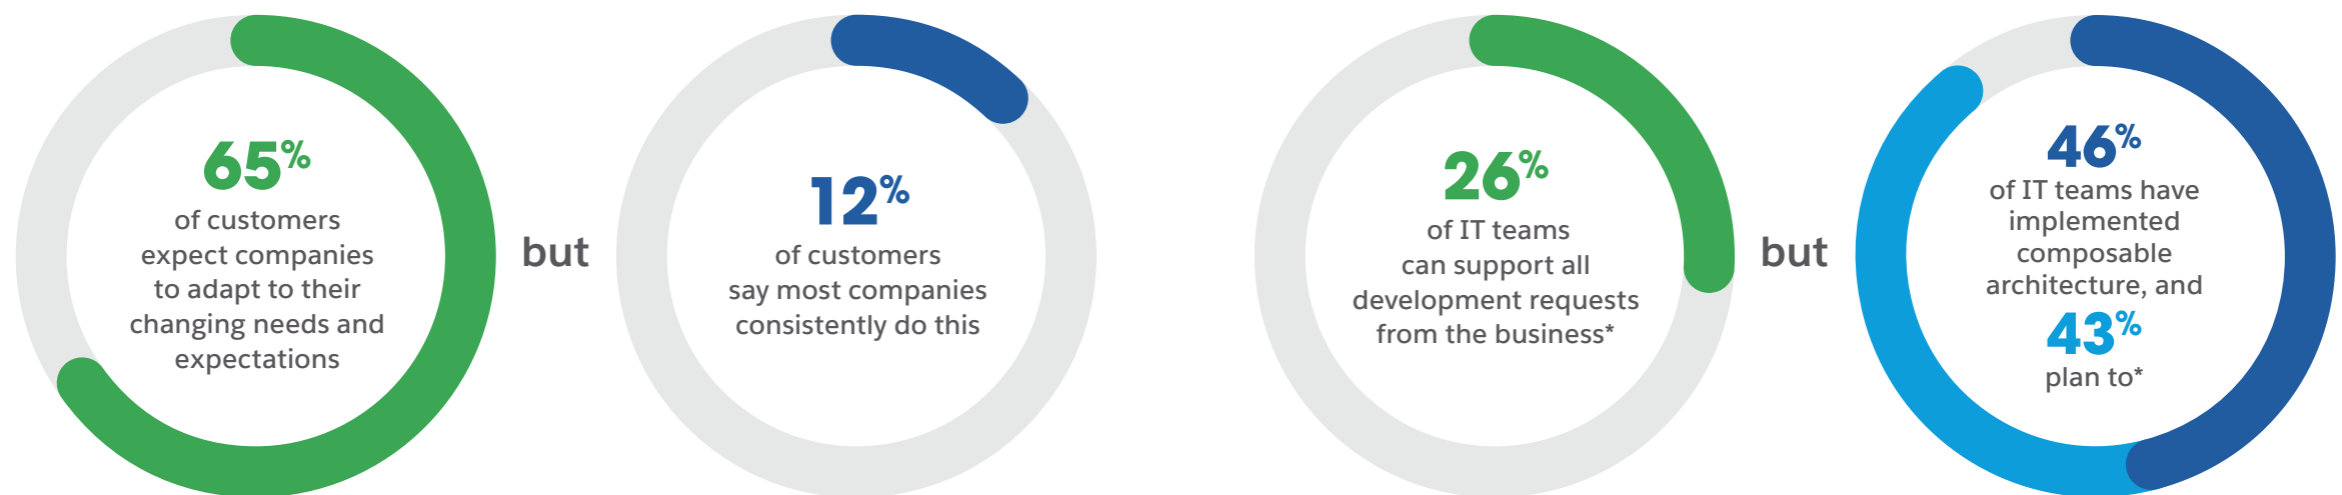 65%
of customers
expect companies
to adapt to their
changing needs and
expectations
but
12%
of customers
say most companies
consistently do this
26%
of IT teams
can support all
development requests
from the business*
but
46%
of IT teams have
implemented
composable
architecture, and
43%
plan to*